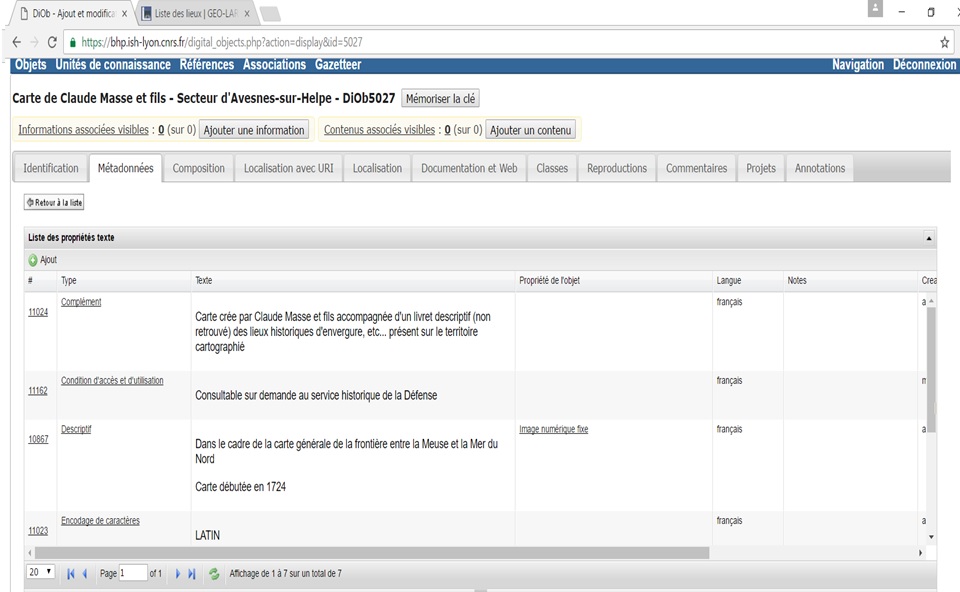 DiOb - Ajout et modifica
Liste des lieux | GEO-LAR
https://bhp.ish-lyon.cnrs.fr/digital_objects.php?action=display&id=5027
Objets Unités de connaissance Références Associations Gazetteer Navigation Déconnexion
Carte de Claude Masse et fils - Secteur d'Avesnes-sur-Helpe - DiOb5027 Mémoriser la clé
Informations associées visibles : 0 (sur 0) Ajouter une information Contenus associés visibles : 0 (sur 0) Ajouter un contenu
Identification Métadonnées Composition Localisation avec URI Localisation Documentation et Web Classes Reproductions Commentaires Projets Annotations
Retour à la liste
Liste des propriétés texte
Ajout
# Type Texte Propriété de l'objet Langue Notes Crea
11024 Complément français a
Carte crée par Claude Masse et fils accompagnée d'un livret descriptif (non
retrouvé) des lieux historiques d'envergure, etc... présent sur le territoire
cartographié
11162 Condition d'accès et d'utilisation français m
Consultable sur demande au service historique de la Défense
10867 Descriptif Image numérique fixe français a
Dans le cadre de la carte générale de la frontière entre la Meuse et la Mer du
Nord
Carte débutée en 1724
11023 Encodage de caractères français a
LATIN
20 Page 1 of 1 Affichage de 1 à 7 sur un total de 7